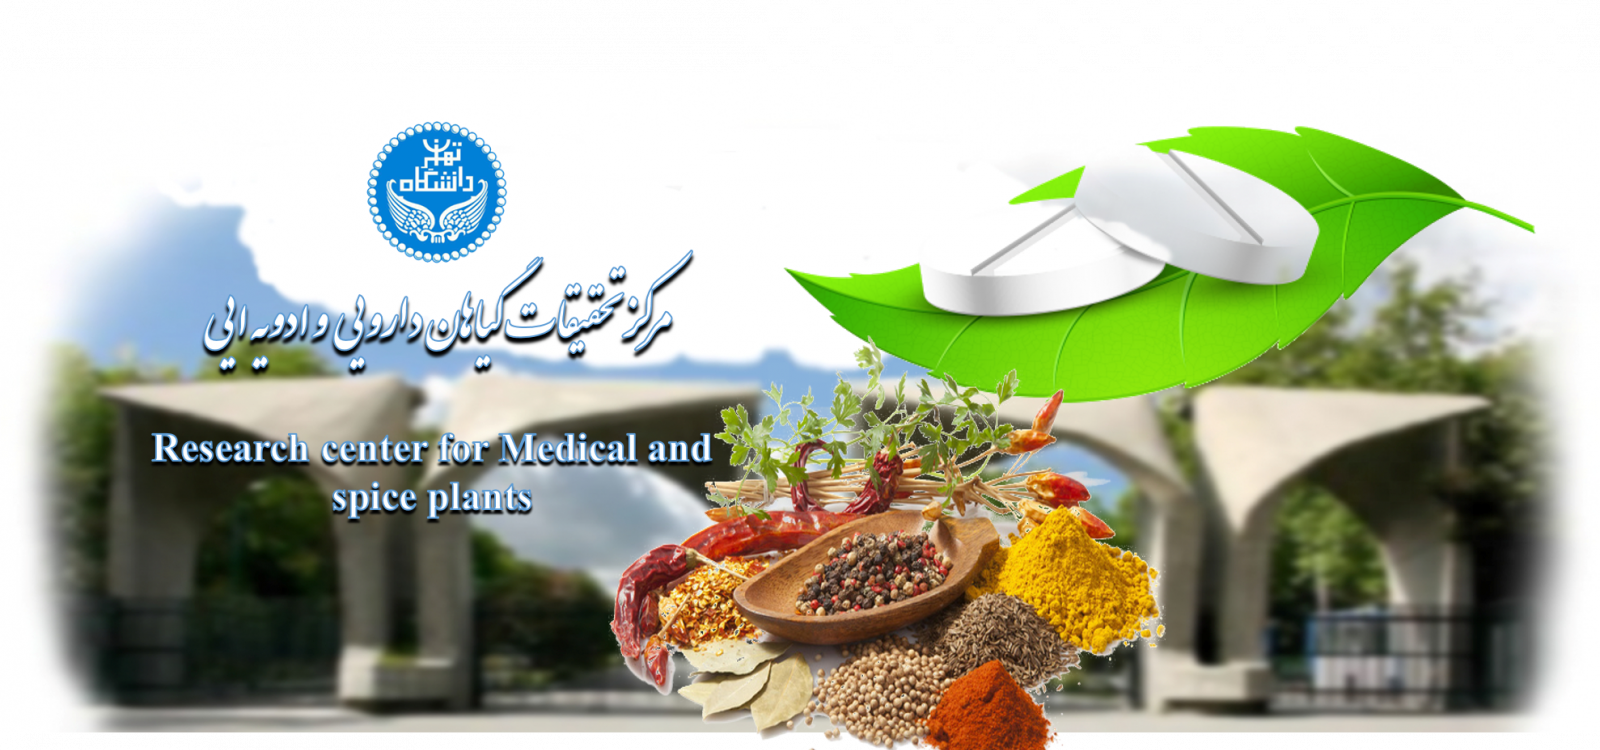 دانشگاه
تهران
مرکز تحقیقات گیاهان دارویی و ادویه ایی
Research center for Medical and
spice plants